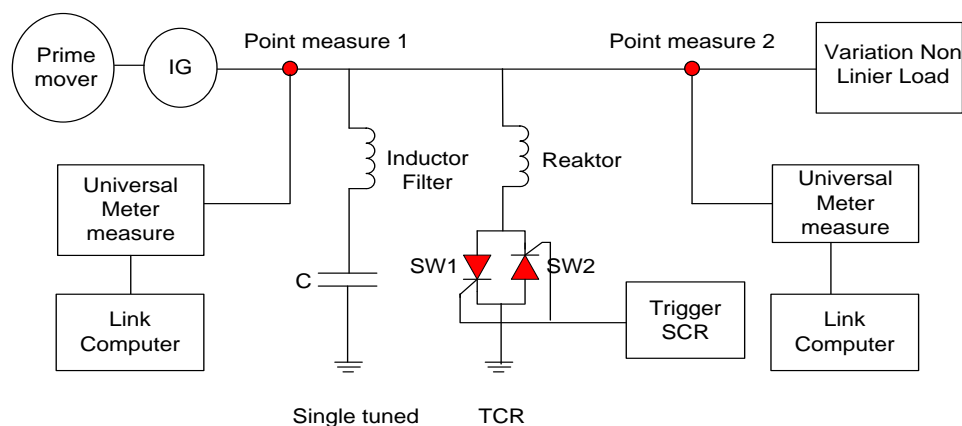 Prime
mover
IG
Point measure 1
Point measure 2
Variation Non
Linier Load
Inductor
Filter
Reaktor
Universal
Meter
measure
Universal
Meter
measure
SW1
SW2
C
Trigger
SCR
Link
Computer
Link
Computer
Single tuned
TCR